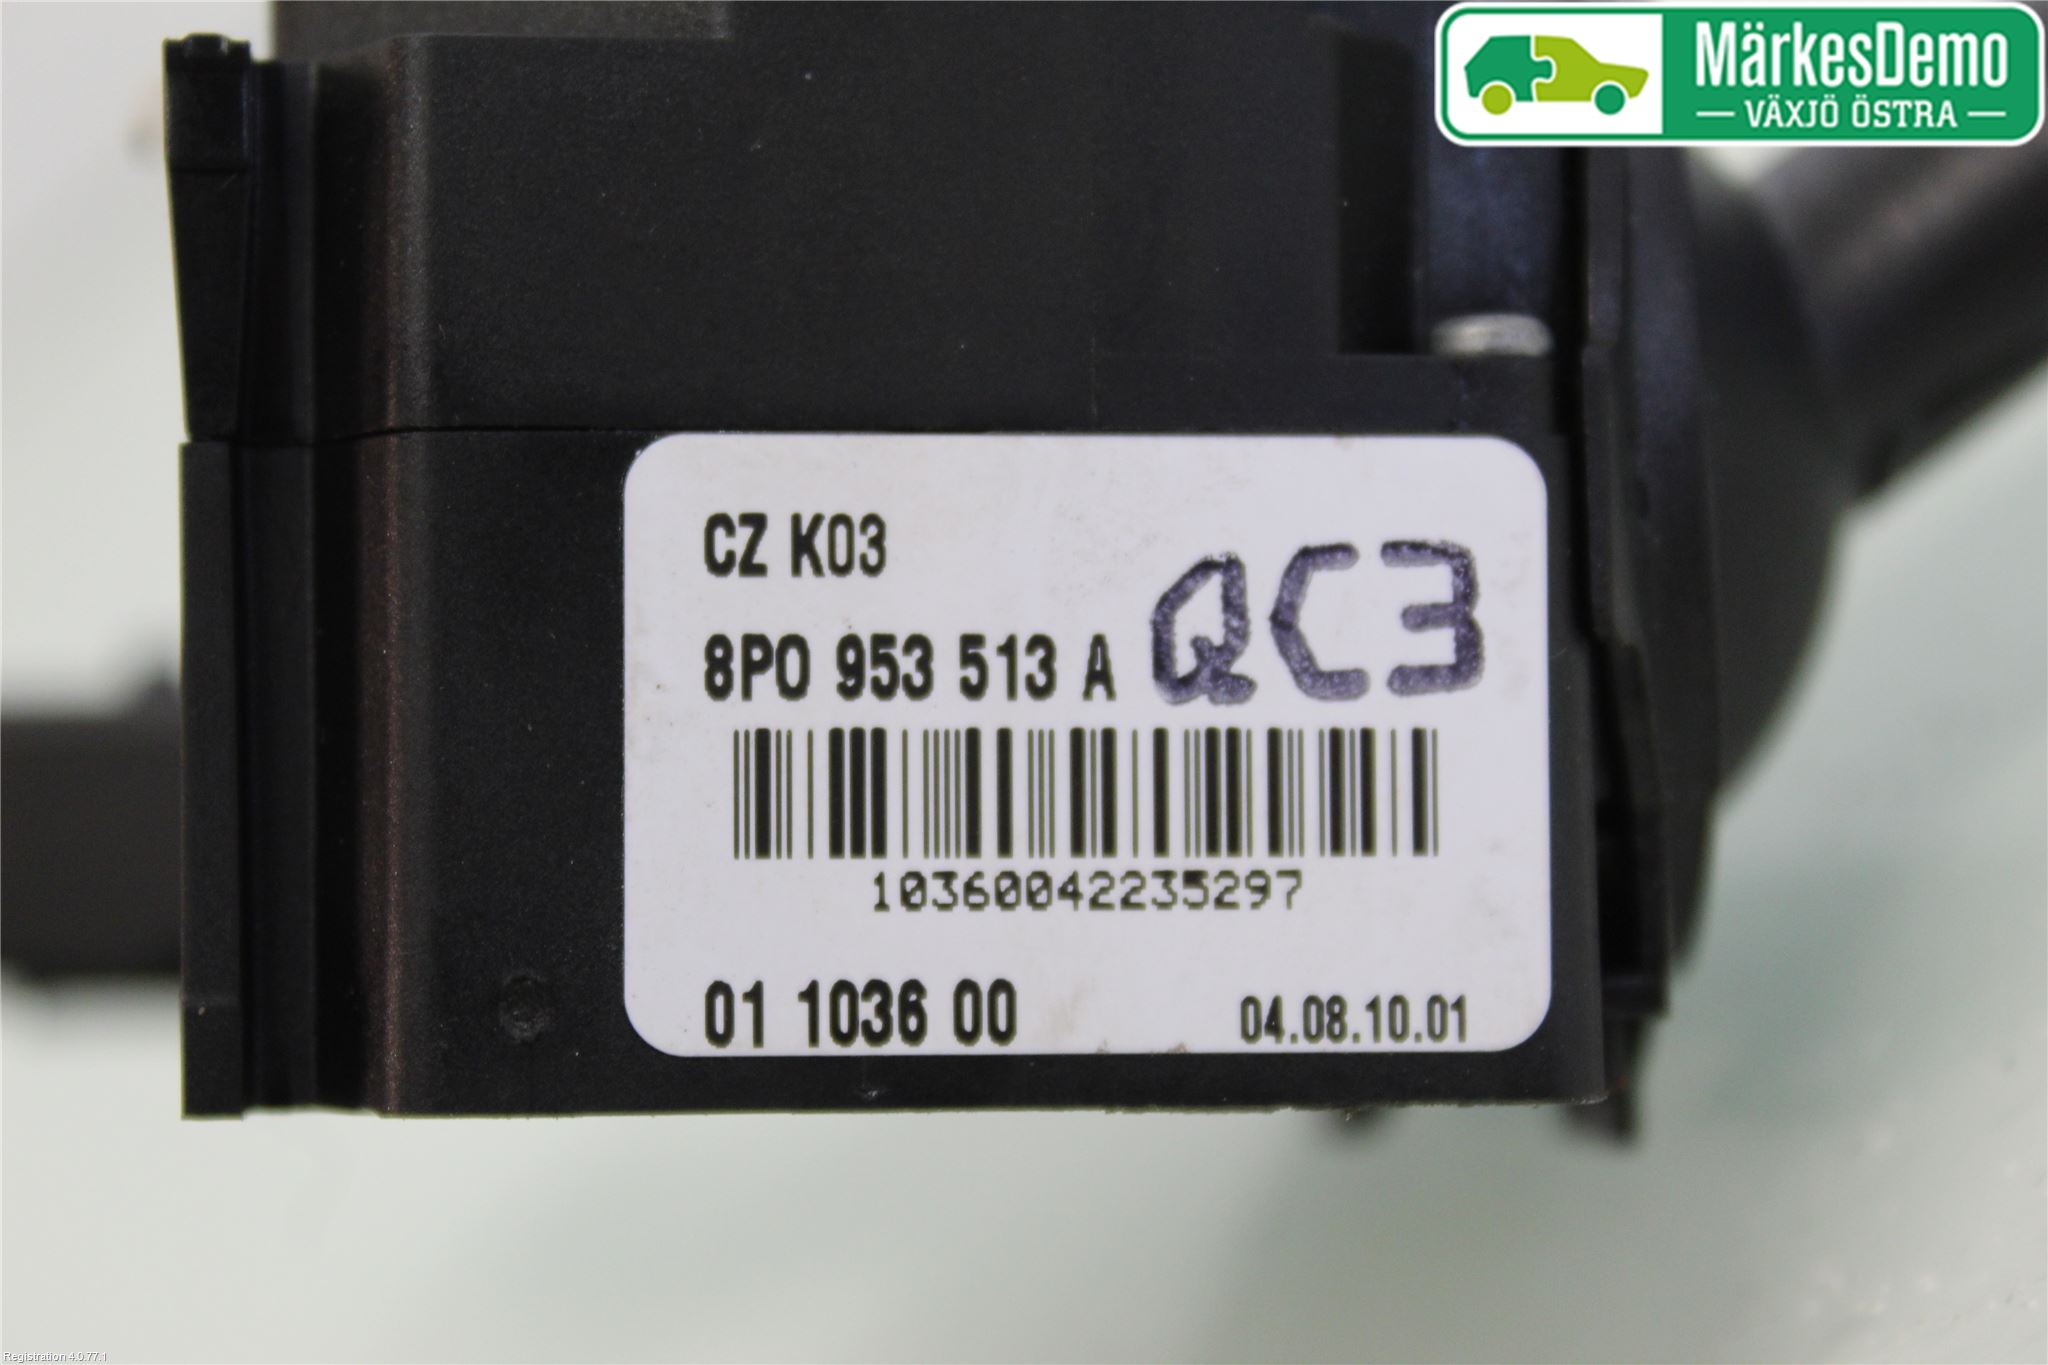 MärkesDemo
VÄXJÖ ÖSTRA
CZ K03
QC3
8P0 953 513 A
10360042235297
01 1036 00
04.08.10.01
Registration 4.0.77.1